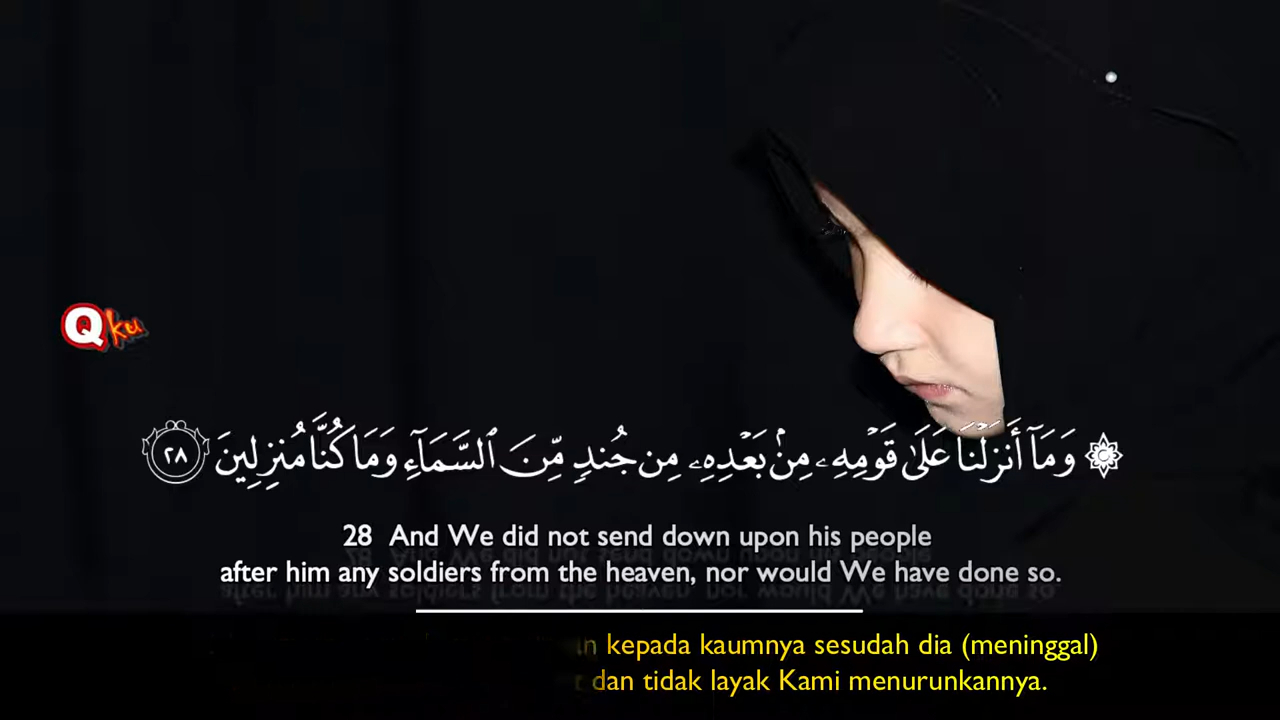 Qku
۞ وَمَآ أَنزَلْنَا عَلَىٰ قَوْمِهِۦ مِنۢ بَعْدِهِۦ مِن جُندٍ مِّنَ ٱلسَّمَآءِ وَمَا كُنَّا مُنزِلِينَ ٢٨
28 And We did not send down upon his people
after him any soldiers from the heaven, nor would We have done so.
kepada kaumnya sesudah dia (meninggal)
dan tidak layak Kami menurunkannya.